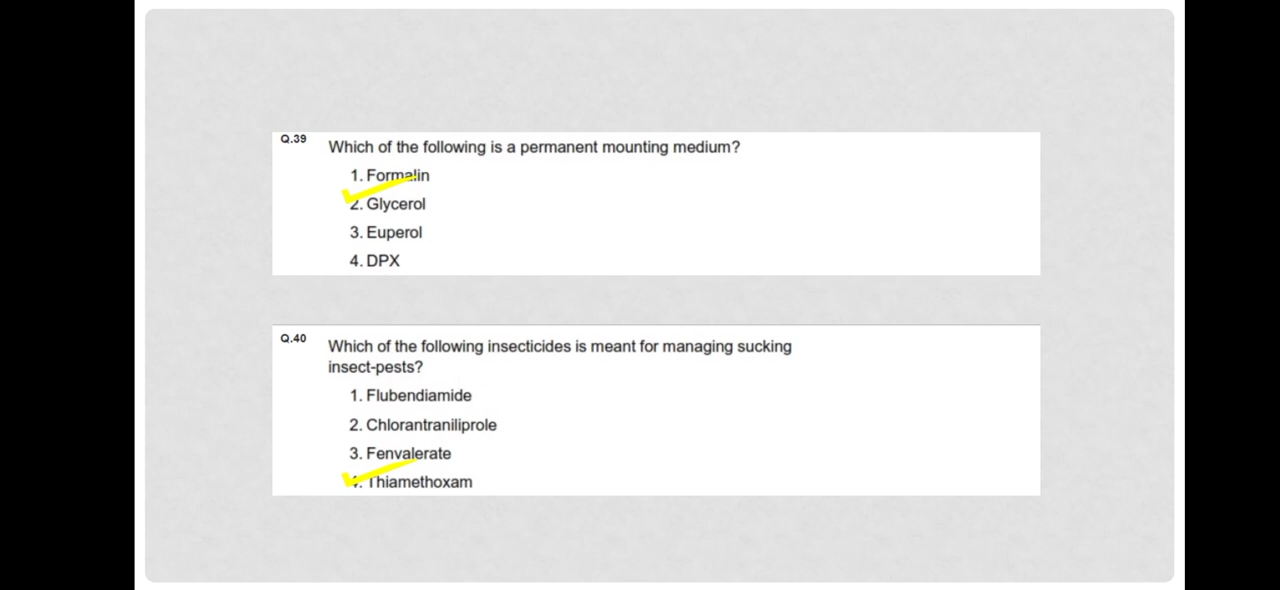 Q.39
Which of the following is a permanent mounting medium?
1. Formalin
2. Glycerol
3. Euperol
4. DPX
Q.40
Which of the following insecticides is meant for managing sucking
insect-pests?
1. Flubendiamide
2. Chlorantraniliprole
3. Fenvalerate
4. Thiamethoxam